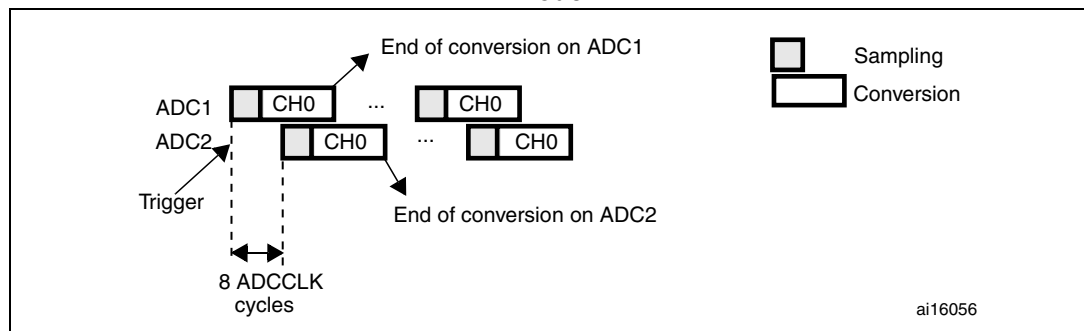 End of conversion on ADC1
Sampling
Conversion
ADC1 CH0 ... CH0
ADC2 CH0 ... CH0
Trigger
End of conversion on ADC2
8 ADCCLK
cycles
ai16056